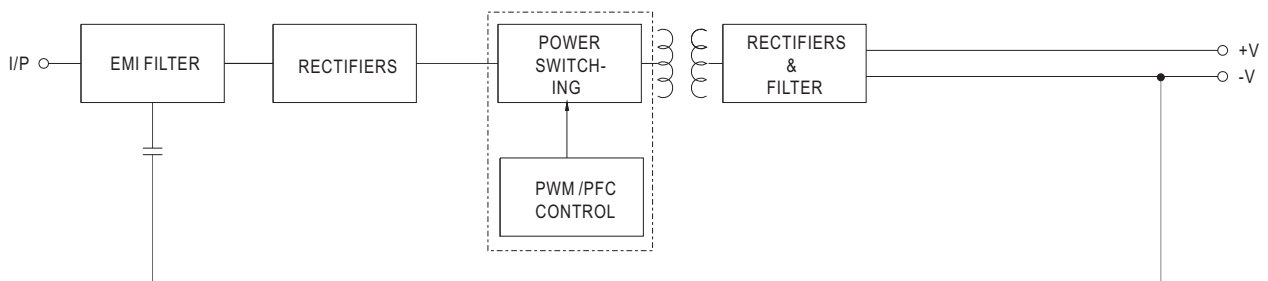 I/P
EMI FILTER
RECTIFIERS
POWER
SWITCH-
ING
PWM /PFC
CONTROL
RECTIFIERS
&
FILTER
+V
-V